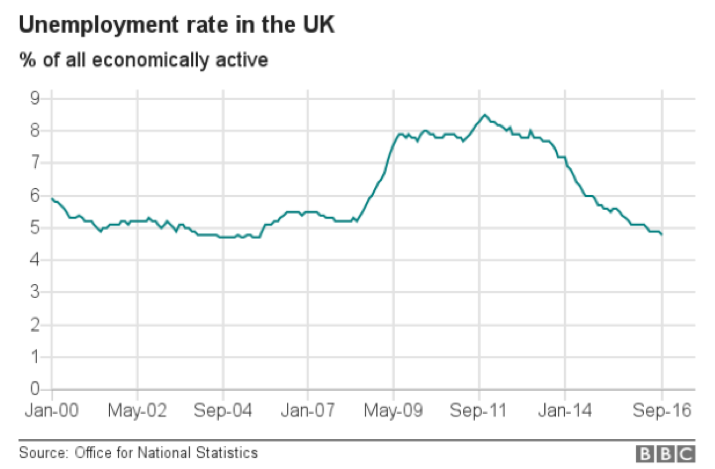 Unemployment rate in the UK
% of all economically active
9
8
7
6
5
4
3
2
1
0
Jan-00 May-02 Sep-04 Jan-07 May-09 Sep-11 Jan-14 Sep-16
Source: Office for National Statistics BBC